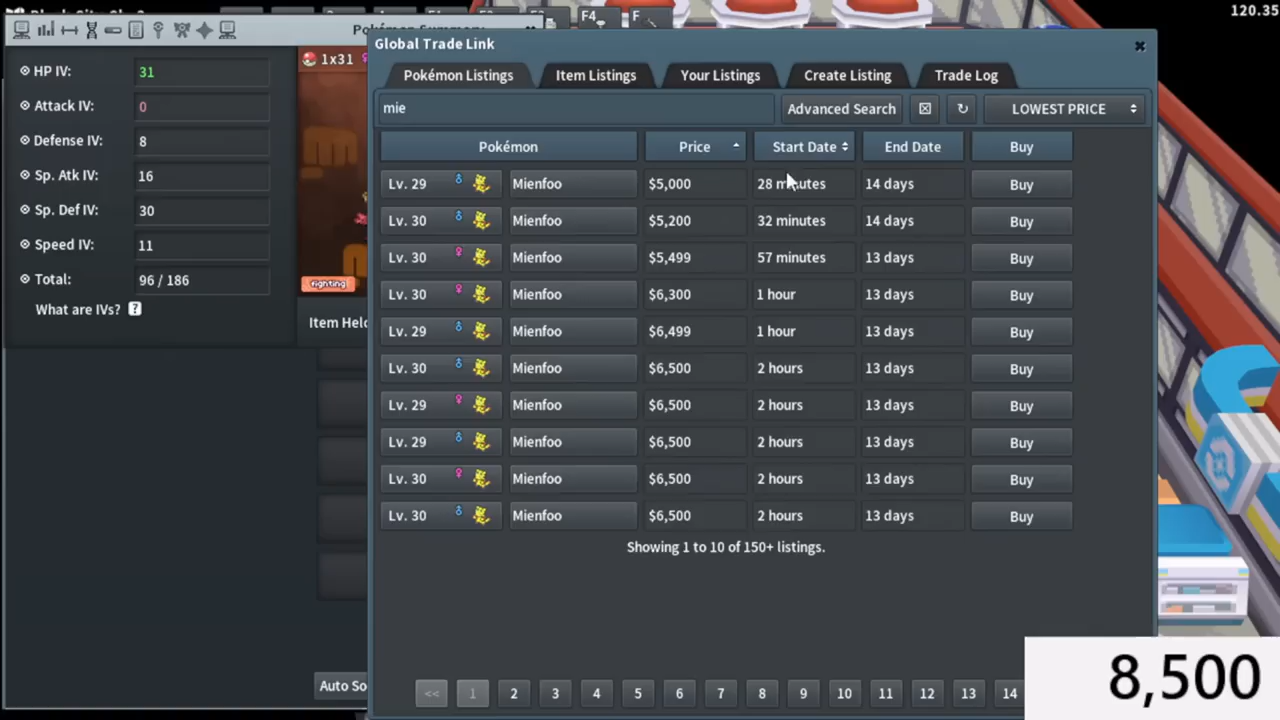 120.35
F4
HP IV: 31
Attack IV: 0
Defense IV: 8
Sp. Atk IV: 16
Sp. Def IV: 30
Speed IV: 11
Total: 96 / 186
What are IVs? ?
1x31
fighting
Auto So
Global Trade Link
Pokémon Listings Item Listings Your Listings Create Listing Trade Log
mie Advanced Search LOWEST PRICE
Pokémon Price Start Date End Date Buy
Lv. 29 Mienfoo $5,000 28 minutes 14 days Buy
Lv. 30 Mienfoo $5,200 32 minutes 14 days Buy
Lv. 30 Mienfoo $5,499 57 minutes 13 days Buy
Lv. 30 Mienfoo $6,300 1 hour 13 days Buy
Lv. 29 Mienfoo $6,499 1 hour 13 days Buy
Lv. 30 Mienfoo $6,500 2 hours 13 days Buy
Lv. 29 Mienfoo $6,500 2 hours 13 days Buy
Lv. 29 Mienfoo $6,500 2 hours 13 days Buy
Lv. 30 Mienfoo $6,500 2 hours 13 days Buy
Lv. 30 Mienfoo $6,500 2 hours 13 days Buy
Showing 1 to 10 of 150+ listings.
<< 1 2 3 4 5 6 7 8 9 10 11 12 13 14
8,500